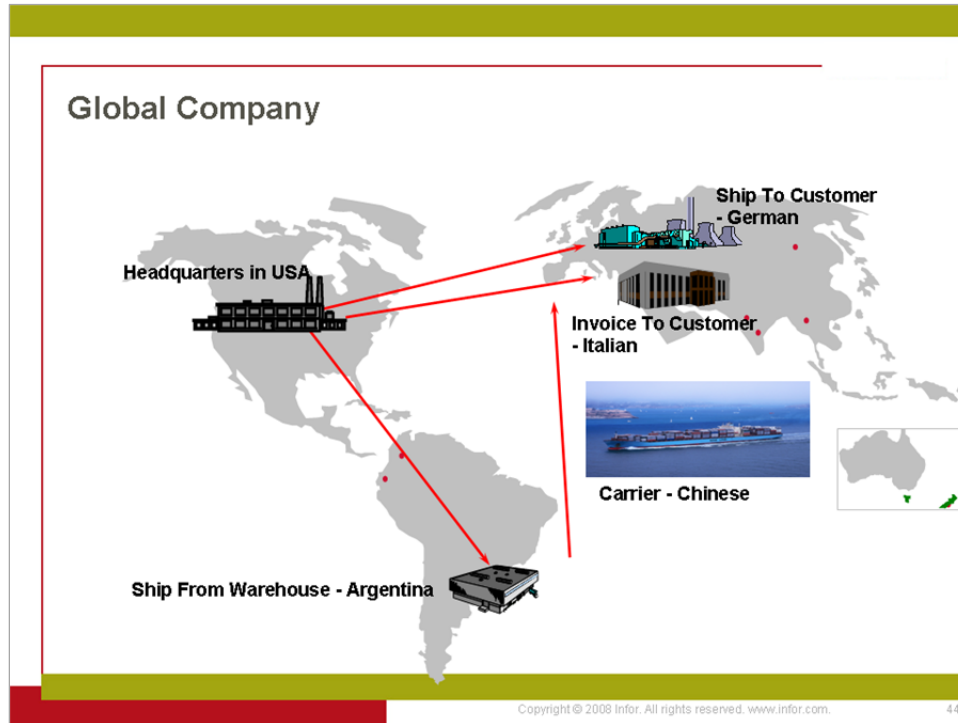 Global Company
Ship To Customer
- German
Headquarters in USA
Invoice To Customer
- Italian
Carrier - Chinese
Ship From Warehouse - Argentina
Copyright © 2008 Infor. All rights reserved. www.infor.com.
44